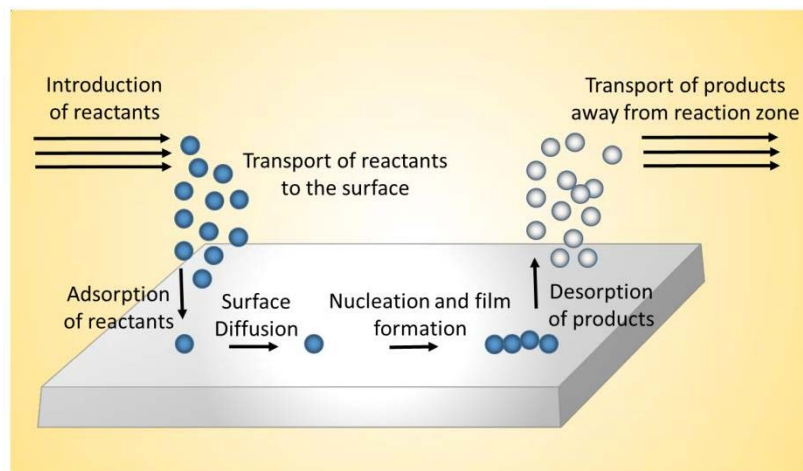 Introduction
of reactants
Transport of reactants
to the surface
Transport of products
away from reaction zone
Adsorption
of reactants
Surface
Diffusion
Nucleation and film
formation
Desorption
of products